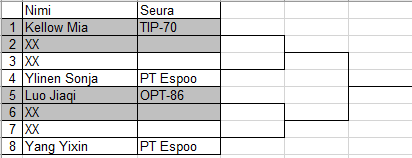 Nimi Seura
1 Kellow Mia TIP-70
2 XX
3 XX
4 Ylinen Sonja PT Espoo
5 Luo Jiaqi OPT-86
6 XX
7 XX
8 Yang Yixin PT Espoo